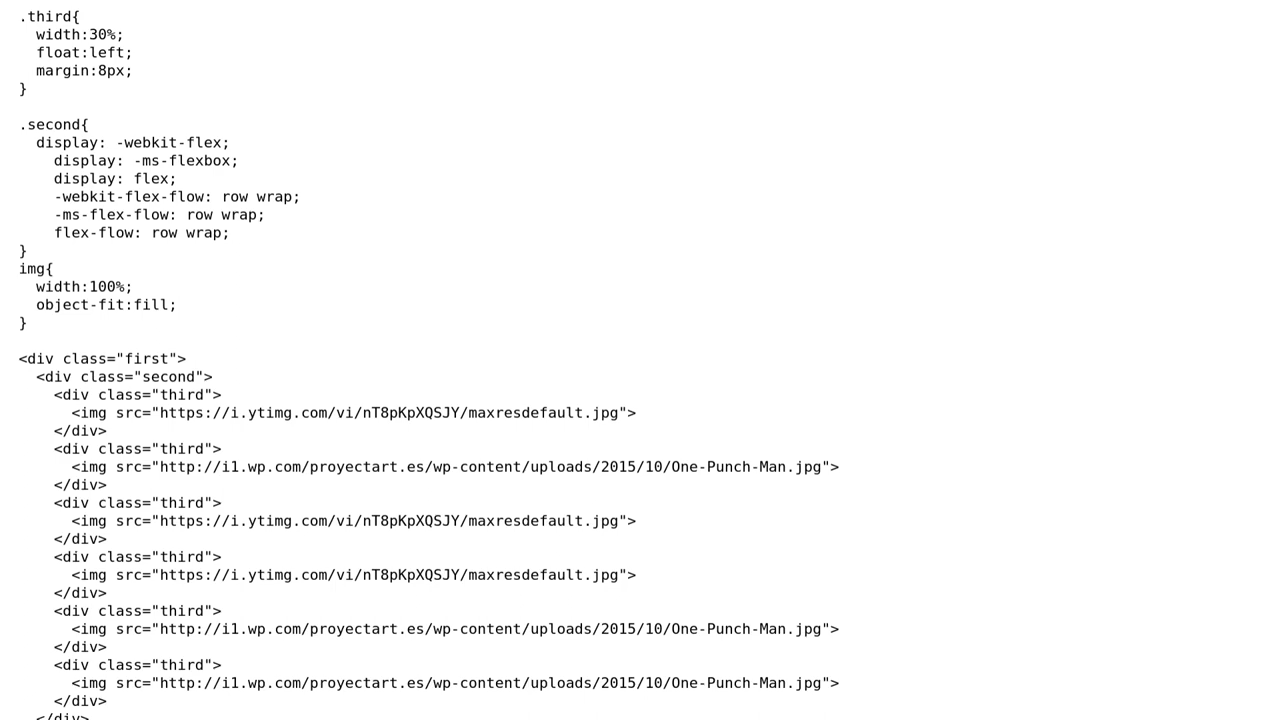 .third{
  width:30%;
  float:left;
  margin:8px;
}

.second{
  display: -webkit-flex;
    display: -ms-flexbox;
    display: flex;
    -webkit-flex-flow: row wrap;
    -ms-flex-flow: row wrap;
    flex-flow: row wrap;
}
img{
  width:100%;
  object-fit:fill;
}

<div class="first">
  <div class="second">
    <div class="third">
      <img src="https://i.ytimg.com/vi/nT8pKpXQSJY/maxresdefault.jpg">
    </div>
    <div class="third">
      <img src="http://i1.wp.com/proyectart.es/wp-content/uploads/2015/10/One-Punch-Man.jpg">
    </div>
    <div class="third">
      <img src="https://i.ytimg.com/vi/nT8pKpXQSJY/maxresdefault.jpg">
    </div>
    <div class="third">
      <img src="https://i.ytimg.com/vi/nT8pKpXQSJY/maxresdefault.jpg">
    </div>
    <div class="third">
      <img src="http://i1.wp.com/proyectart.es/wp-content/uploads/2015/10/One-Punch-Man.jpg">
    </div>
    <div class="third">
      <img src="http://i1.wp.com/proyectart.es/wp-content/uploads/2015/10/One-Punch-Man.jpg">
    </div>
  </div>